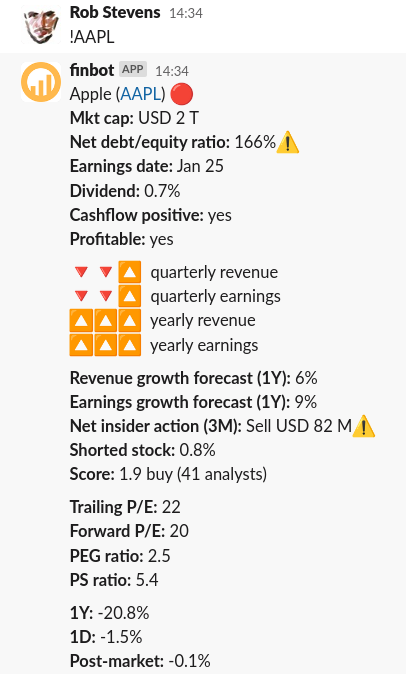 Rob Stevens 14:34
!AAPL
finbot APP 14:34
Apple (AAPL)
Mkt cap: USD 2 T
Net debt/equity ratio: 166%
Earnings date: Jan 25
Dividend: 0.7%
Cashflow positive: yes
Profitable: yes
quarterly revenue
quarterly earnings
yearly revenue
yearly earnings
Revenue growth forecast (1Y): 6%
Earnings growth forecast (1Y): 9%
Net insider action (3M): Sell USD 82 M
Shorted stock: 0.8%
Score: 1.9 buy (41 analysts)
Trailing P/E: 22
Forward P/E: 20
PEG ratio: 2.5
PS ratio: 5.4
1Y: -20.8%
1D: -1.5%
Post-market: -0.1%